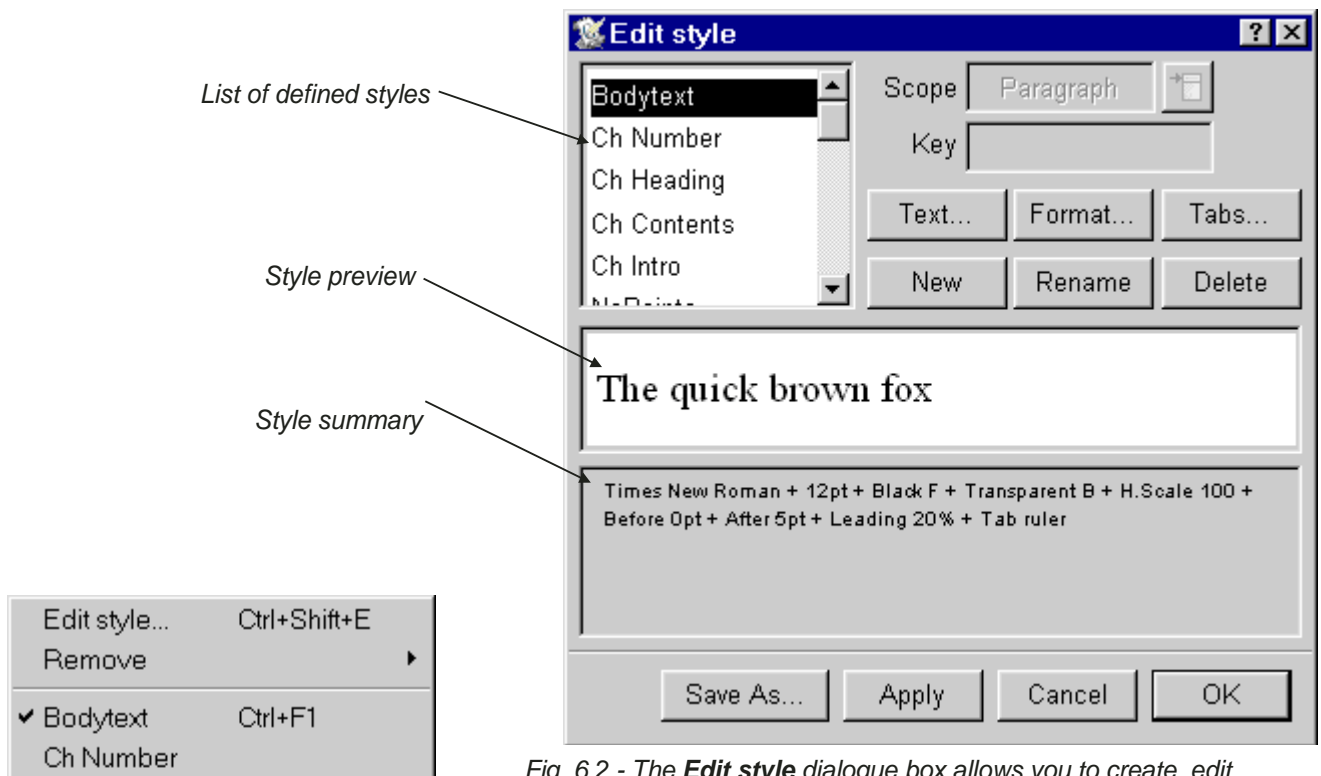 Edit style
List of defined styles
Bodytext
Ch Number
Ch Heading
Ch Contents
Ch Intro
Scope Paragraph
Key
Text... Format... Tabs...
New Rename Delete
Style preview
The quick brown fox
Style summary
Times New Roman + 12pt + Black F + Transparent B + H.Scale 100 +
Before 0pt + After 5pt + Leading 20% + Tab ruler
Save As... Apply Cancel OK
Edit style... Ctrl+Shift+E
Remove
Bodytext Ctrl+F1
Ch Number
Fig 6.2 - The Edit style dialogue box allows you to create, edit